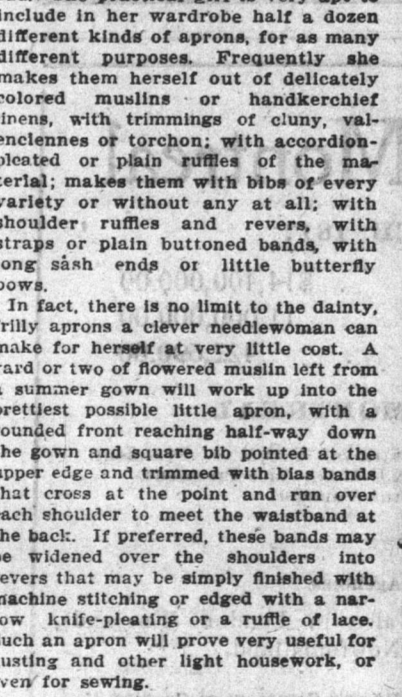 include in her wardrobe half a dozen
different kinds of aprons, for as many
different purposes. Frequently she
makes them herself out of delicately
colored muslins or handkerchief
linens, with trimmings of cluny, val-
enciennes or torchon; with accordion-
pleated or plain ruffles of the ma-
terial; makes them with bibs of every
variety or without any at all; with
shoulder ruffles and revers, with
straps or plain buttoned bands, with
long sash ends or little butterfly
bows.
In fact, there is no limit to the dainty,
frilly aprons a clever needlewoman can
make for herself at very little cost. A
yard or two of flowered muslin left from
a summer gown will work up into the
prettiest possible little apron, with a
rounded front reaching half-way down
the gown and square bib pointed at the
upper edge and trimmed with bias bands
that cross at the point and run over
each shoulder to meet the waistband at
the back. If preferred, these bands may
be widened over the shoulders into
revers that may be simply finished with
machine stitching or edged with a nar-
row knife-pleating or a ruffle of lace.
Such an apron will prove very useful for
dusting and other light housework, or
even for sewing.